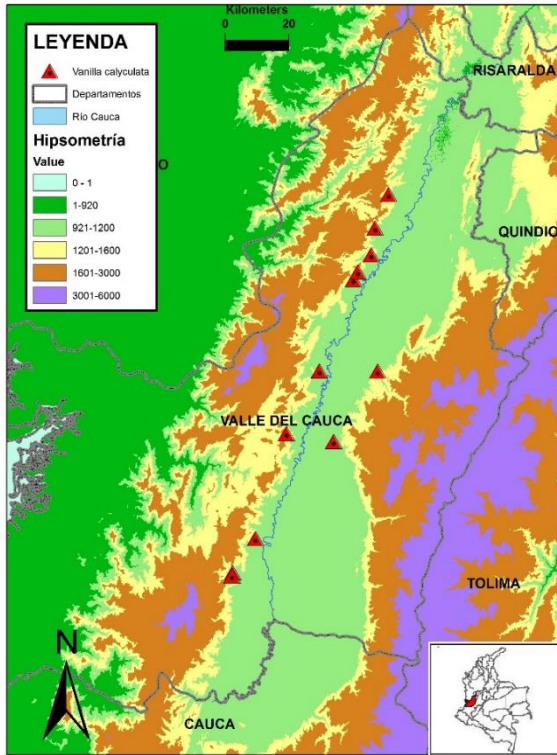 Kilometers
0 20
LEYENDA
Vanilla calyculata
Departamentos
Río Cauca
Hipsometría
Value
0 - 1
1-920
921-1200
1201-1600
1601-3000
3001-6000
O
RISARALDA
QUINDIO
VALLE DEL CAUCA
TOLIMA
N
CAUCA